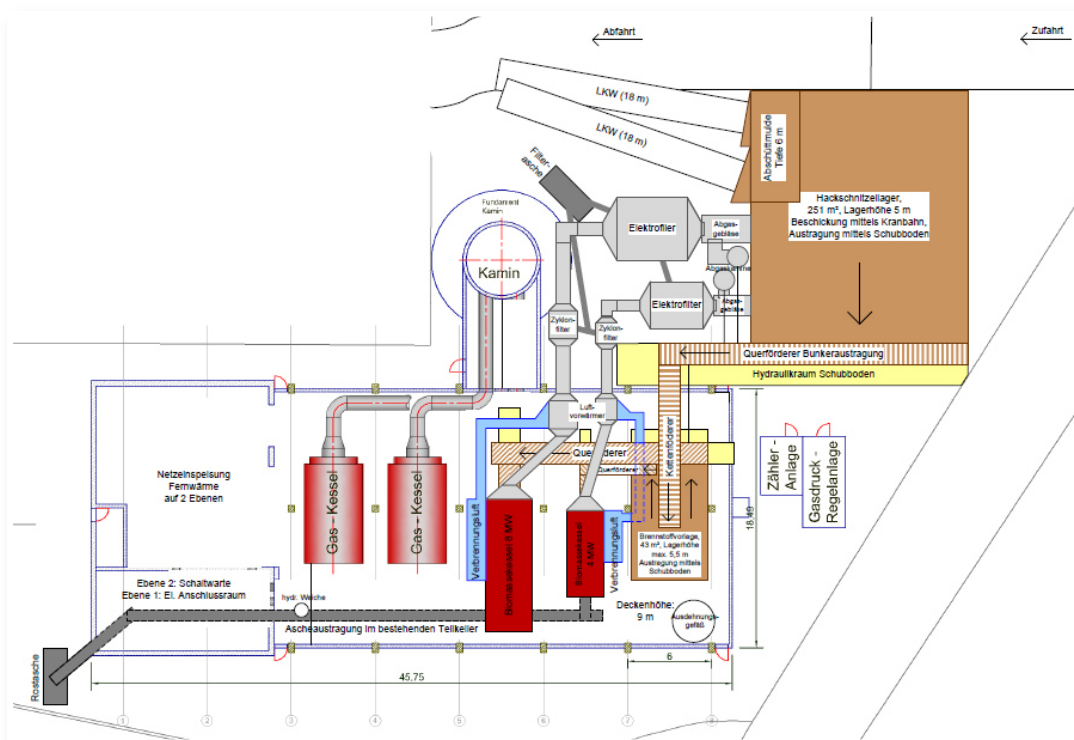 Abfahrt
Zufahrt
LKW (18 m)
LKW (18 m)
Abschüttmulde
Tiefe 6 m
Hackschnitzellager,
251 m², Lagerhöhe 5 m
Beschickung mittels Kranbahn,
Austragung mittels Schubboden
Filter-
asche
Fundament
Kamin
Kamin
Elektrofiler
Abgas-
gebläse
Elektrofilter
Abgas-
gebläse
Zyklon-
filter
Zyklon-
filter
Querförderer Bunkeraustragung
Hydraulikraum Schubboden
Luft-
vorwärmer
Kettenföderer
Querförderer
Querförderer
Netzeinspeisung
Fernwärme
auf 2 Ebenen
Gas - Kessel
Gas - Kessel
Verbrennungsluft
Biomassekessel 8 MW
Biomassekessel
4 MW
Verbrennungsluft
Brennstoffvorlage,
43 m², Lagerhöhe
max. 5,5 m
Austragung mittels
Schubboden
18,49
Zähler -
Anlage
Gasdruck -
Regelanlage
Ebene 2: Schaltwarte
Ebene 1: El. Anschlussraum
hydr. Weiche
Ascheaustragung im bestehenden Teilkeller
Deckenhöhe:
9 m
Ausdehnungs-
gefäß
Rostasche
6
45,75
1
2
3
4
5
6
7
8